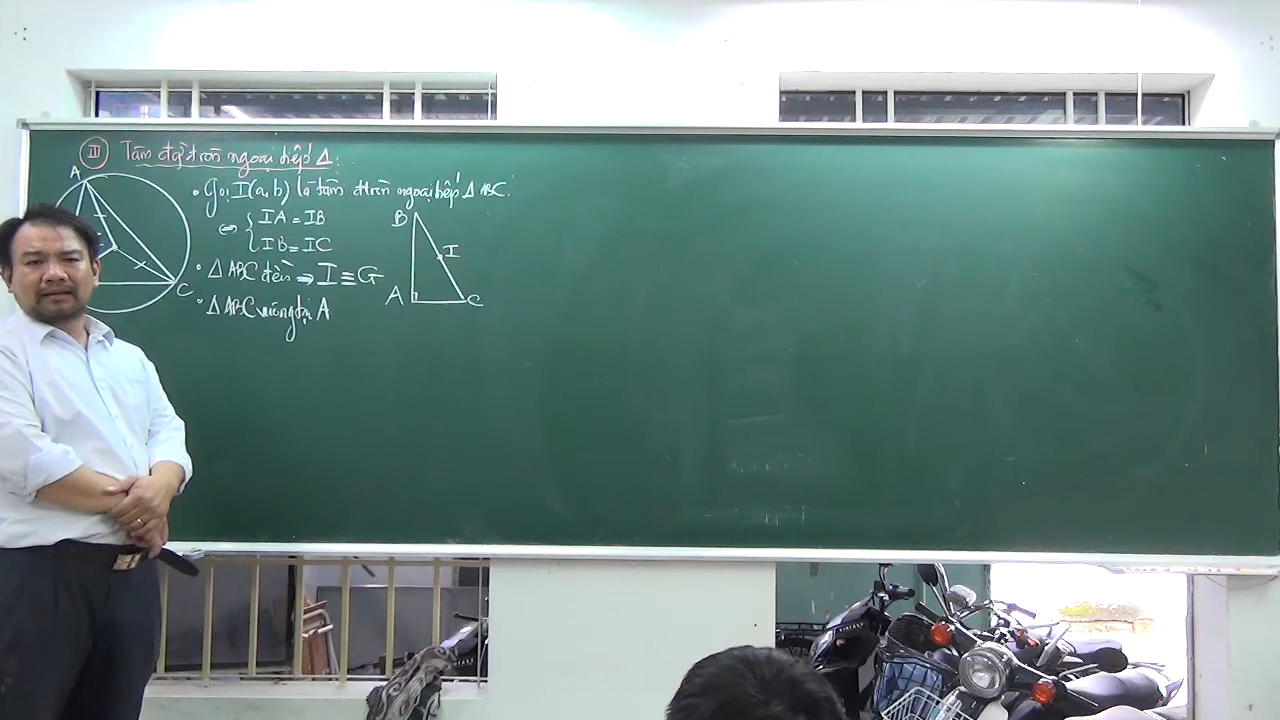 III Tâm đg tròn ngoại tiếp Δ:
A
C
• Gọi I(a,b) là tâm đtròn ngoại tiếp Δ ABC.
⇔ { IA = IB
IB = IC
• Δ ABC đều ⇒ I ≡ G
• Δ ABC vuông tại A
B
I
A C